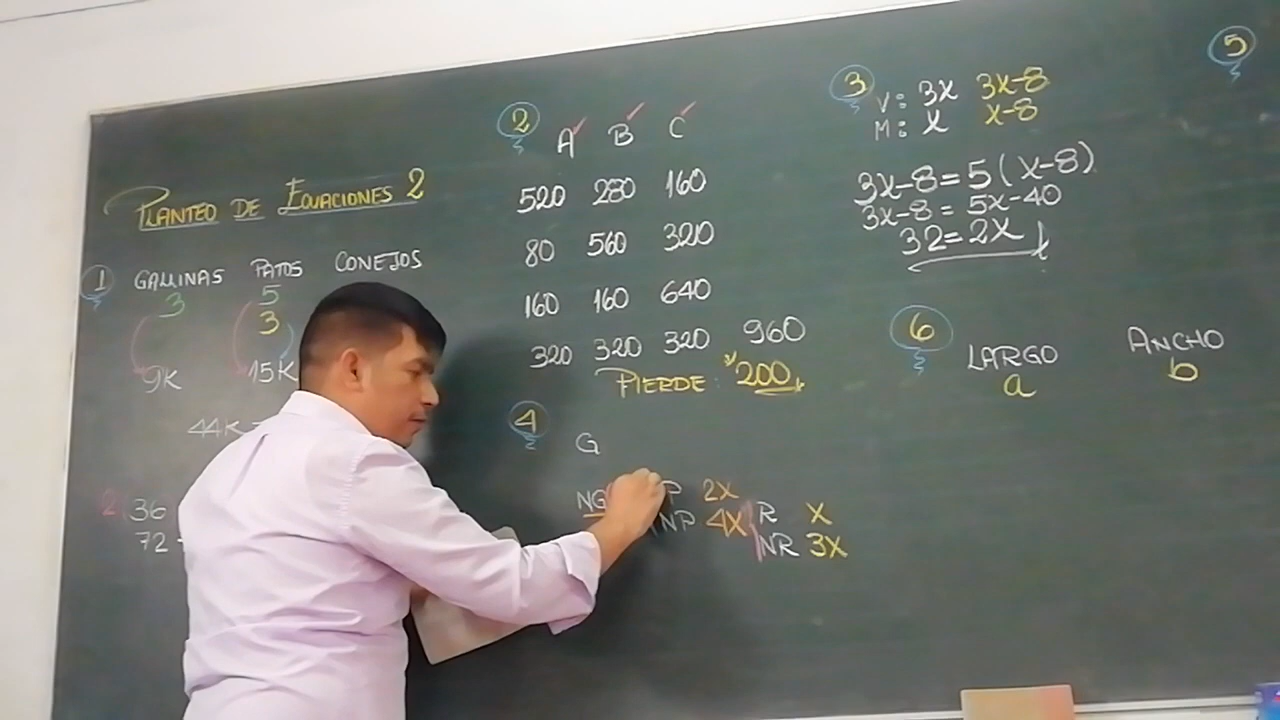 PLANTEO DE ECUACIONES 2
1 GALLINAS PATOS CONEJOS
3 5
3
9K 15K
44K
2 36
72
2 A B C
520 280 160
80 560 320
160 160 640
320 320 320 960
PIERDE: 200
3 V: 3x 3x-8
M: x x-8
3x-8=5(x-8)
3x-8=5x-40
32=2x
4 G
NG P 2x R x
NP 4x NR 3x
5
6 LARGO ANCHO
a b